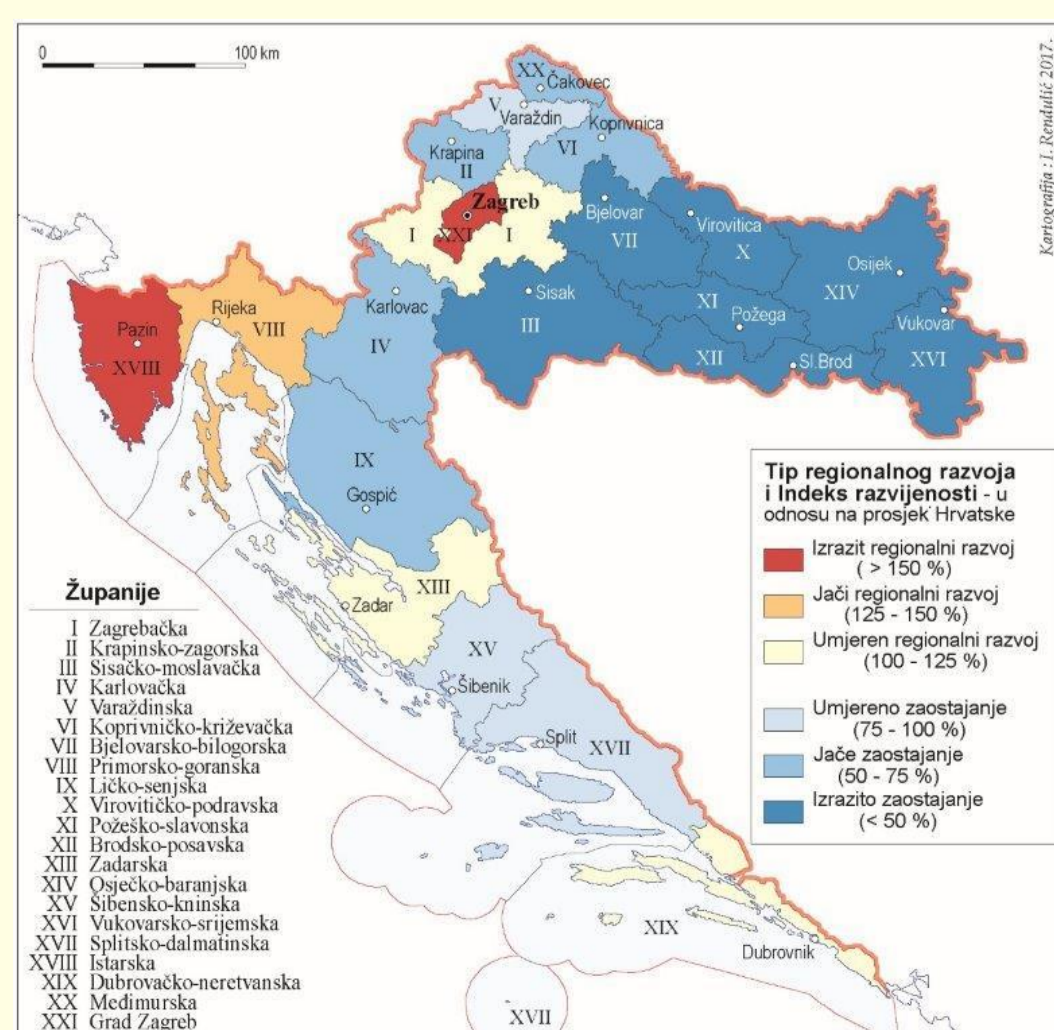 0 100 km
Kartografija : I. Rendulić 2017.
XX
Čakovec
V
Varaždin
Koprivnica
Krapina
VI
II
Zagreb
Bjelovar
Virovitica
I
XXI
I
VII
X
Osijek
Sisak
XIV
Karlovac
Rijeka
XI
Vukovar
Pazin
VIII
III
Požega
IV
XVIII
XII
Sl.Brod
XVI
IX
Gospić
XIII
Zadar
XV
Šibenik
Split
XVII
XIX
Dubrovnik
XVII
Tip regionalnog razvoja
i Indeks razvijenosti - u
odnosu na prosjek Hrvatske
Izrazit regionalni razvoj
( > 150 %)
Jači regionalni razvoj
(125 - 150 %)
Umjeren regionalni razvoj
(100 - 125 %)
Umjereno zaostajanje
(75 - 100 %)
Jače zaostajanje
(50 - 75 %)
Izrazito zaostajanje
(< 50 %)
Županije
I Zagrebačka
II Krapinsko-zagorska
III Sisačko-moslavačka
IV Karlovačka
V Varaždinska
VI Koprivničko-križevačka
VII Bjelovarsko-bilogorska
VIII Primorsko-goranska
IX Ličko-senjska
X Virovitičko-podravska
XI Požeško-slavonska
XII Brodsko-posavska
XIII Zadarska
XIV Osječko-baranjska
XV Šibensko-kninska
XVI Vukovarsko-srijemska
XVII Splitsko-dalmatinska
XVIII Istarska
XIX Dubrovačko-neretvanska
XX Međimurska
XXI Grad Zagreb